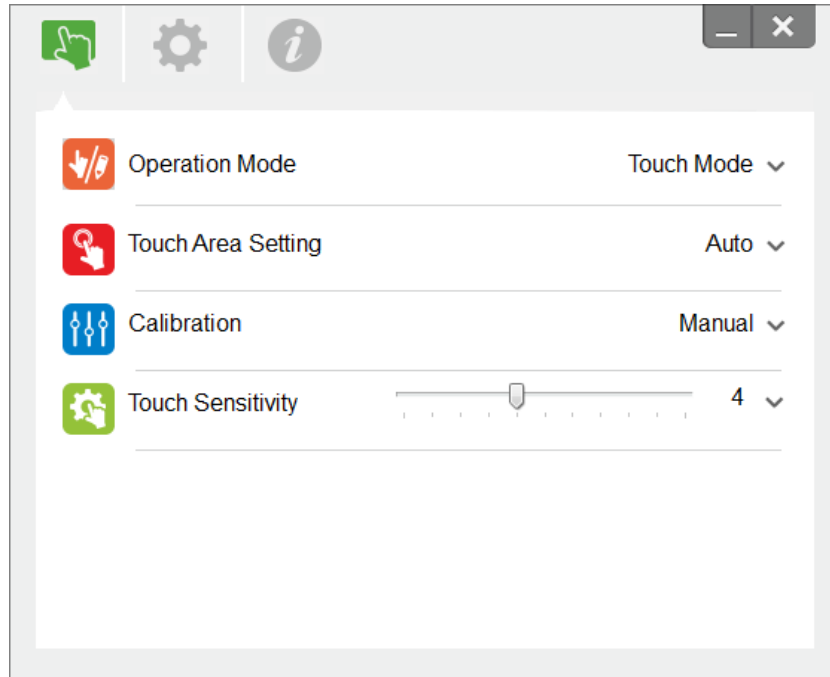 Operation Mode Touch Mode
Touch Area Setting Auto
Calibration Manual
Touch Sensitivity 4